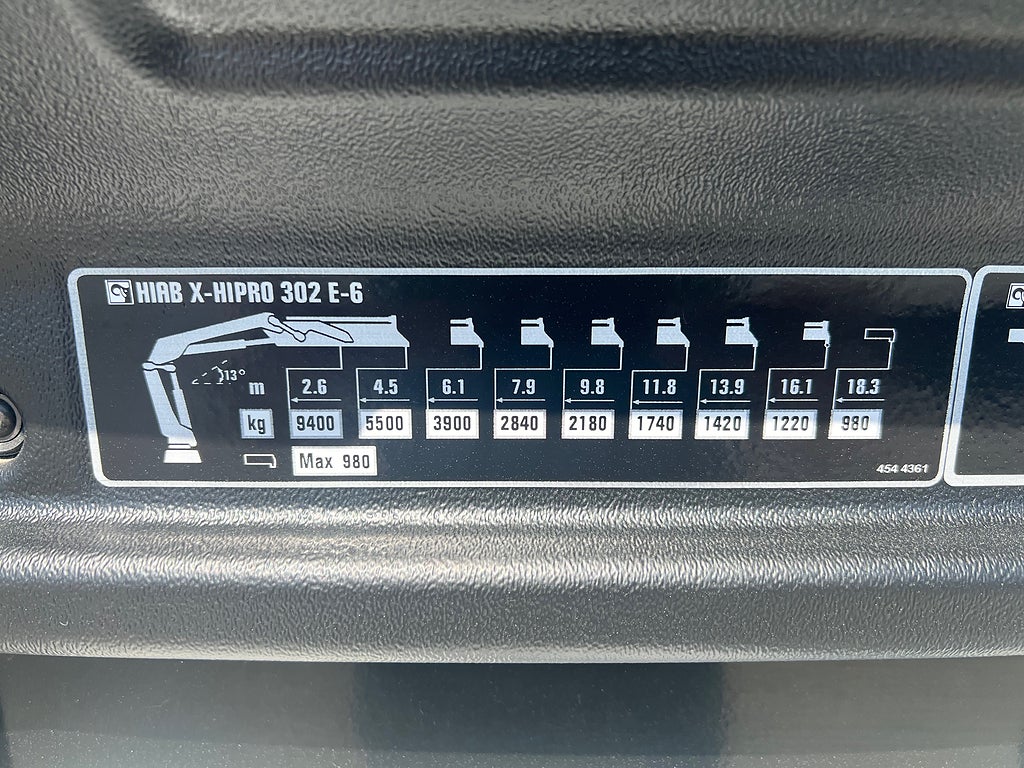 HIAB X-HIPRO 302 E-6
13°
m 2.6 4.5 6.1 7.9 9.8 11.8 13.9 16.1 18.3
kg 9400 5500 3900 2840 2180 1740 1420 1220 980
Max 980
454 4361